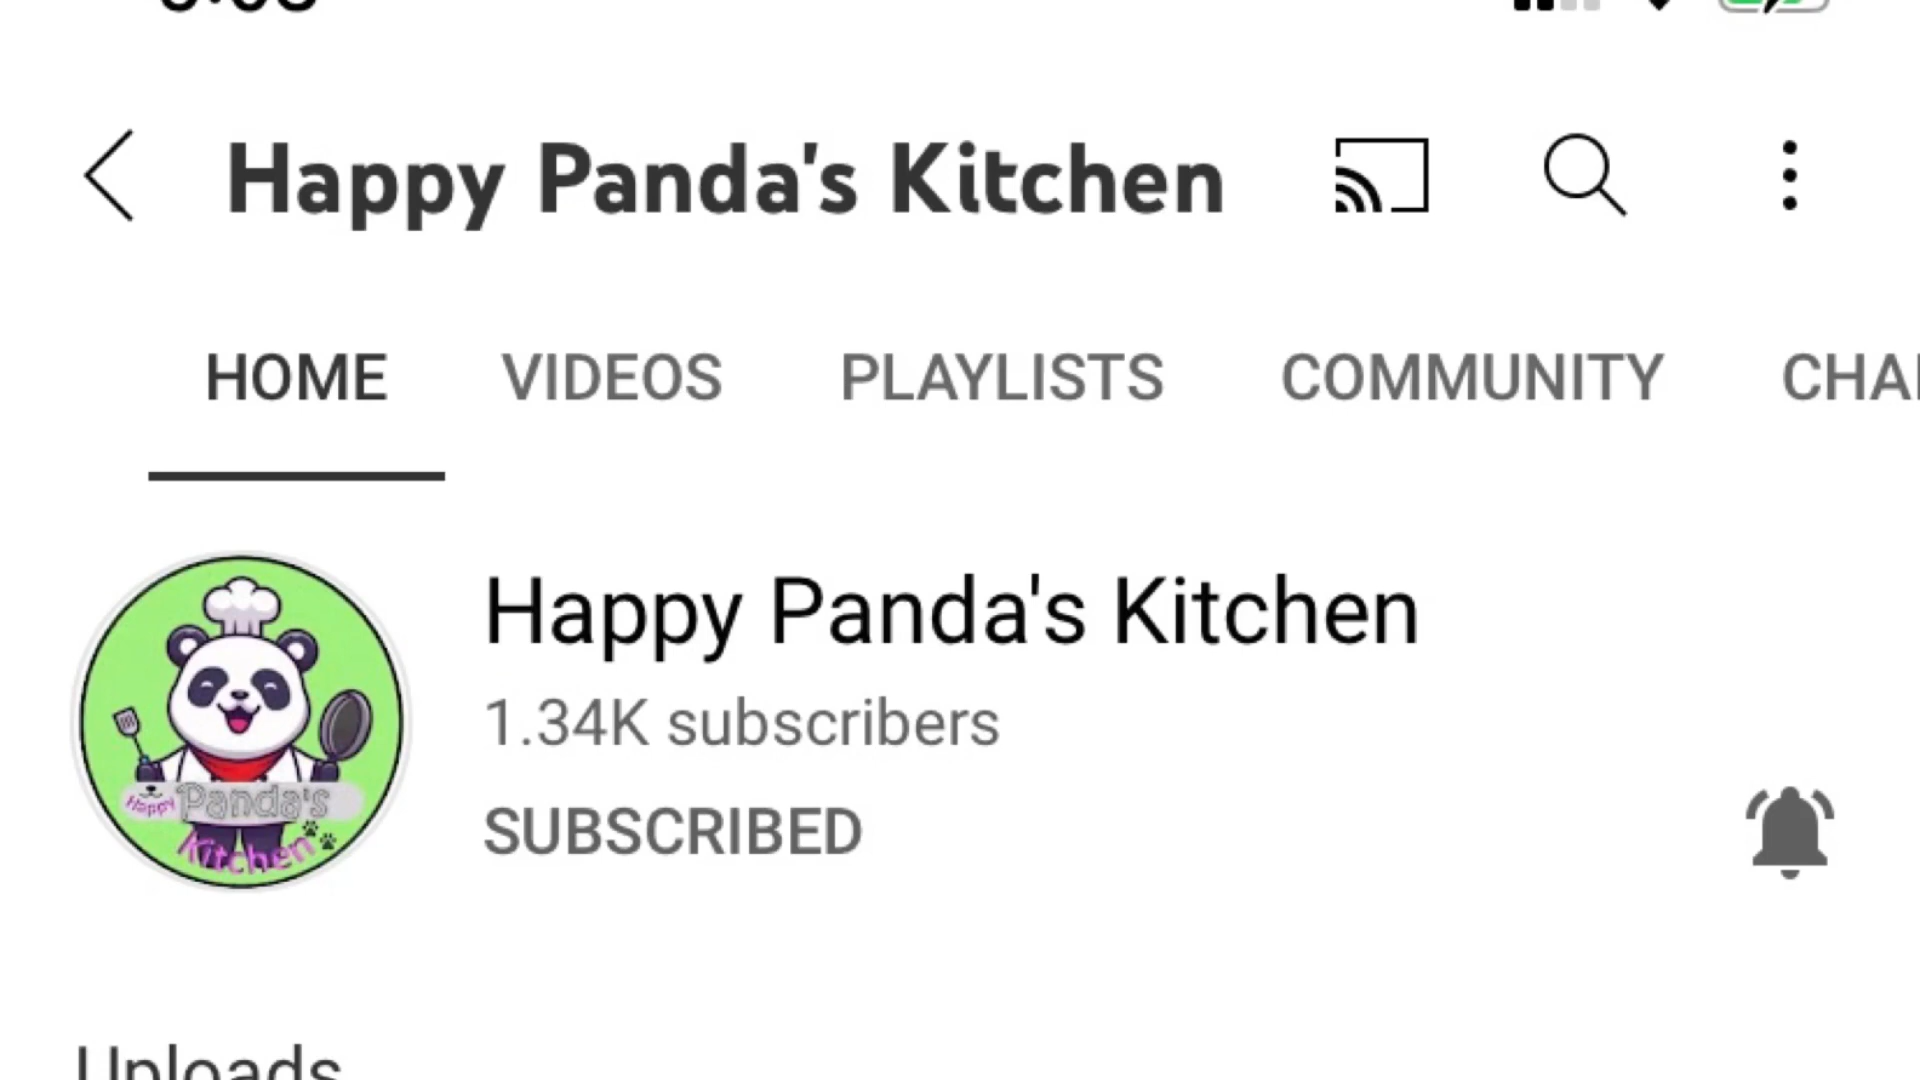 Happy Panda's Kitchen
HOME VIDEOS PLAYLISTS COMMUNITY
Happy Panda's Kitchen
1.34K subscribers
SUBSCRIBED
Happy Panda's
Kitchen
Uploads